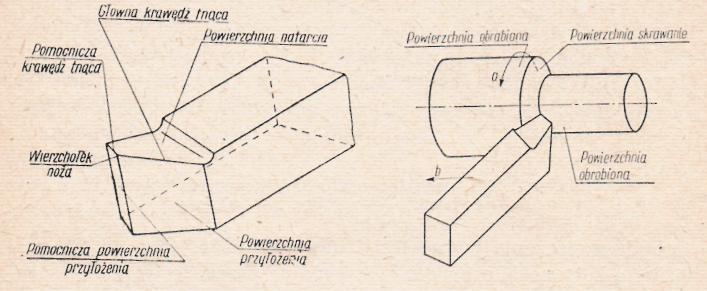 Główna krawędź tnąca
Powierzchnia natarcia
Pomocnicza
krawędź tnąca
Wierzchołek
noża
Pomocnicza powierzchnia
przyłożenia
Powierzchnia
przyłożenia
Powierzchnia obrabiana
Powierzchnia skrawanie
a
b
Powierzchnia
obrobiona